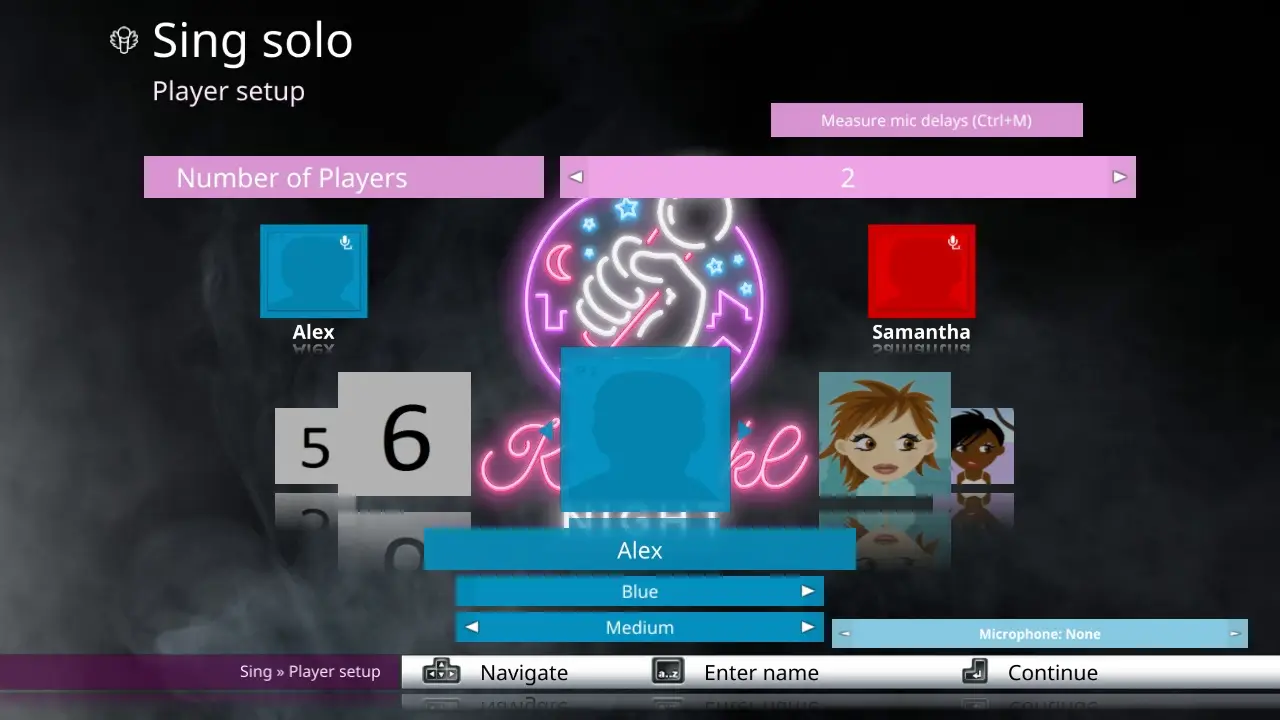 Sing solo
Player setup
Measure mic delays (Ctrl+M)
Number of Players
2
Alex
Samantha
5
6
NIGHT
Alex
Blue
Medium
Microphone: None
Sing » Player setup
a..z
Navigate
Enter name
Continue